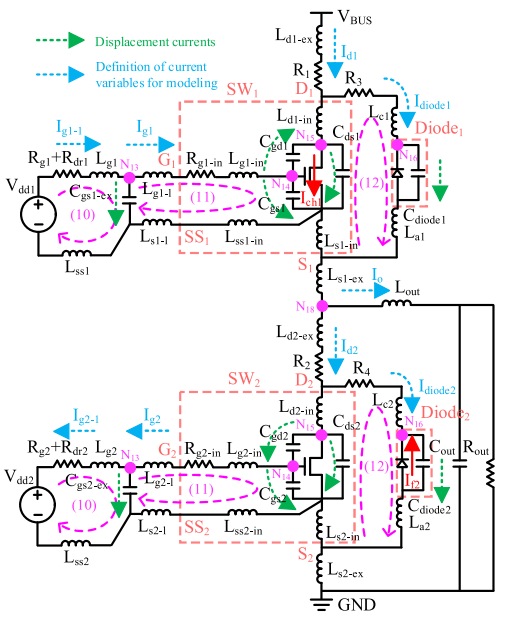 V_BUS
L_d1-ex
Displacement currents
I_d1
Definition of current
variables for modeling
R_1
R_3
D_1
SW_1
I_diode1
L_d1-in
L_c1
I_g1-1
I_g1
Diode_1
C_gd1
N_15
C_ds1
R_g1+R_dr1
L_g1
G_1
R_g1-in
L_g1-in
N_13
N_14
N_16
V_dd1
L_g1-l
I_ch1
(12)
C_gs1-ex
(10)
(11)
C_gs1
C_diode1
L_s1-l
L_ss1-in
L_a1
SS_1
L_s1-in
L_ss1
S_1
L_s1-ex
I_o
L_out
N_18
L_d2-ex
I_d2
R_2
R_4
D_2
SW_2
I_diode2
L_d2-in
L_c2
I_g2-l
I_g2
N_15
N_16
Diode_2
C_gd2
C_ds2
R_g2+R_dr2
L_g2
G_2
R_g2-in
L_g2-in
C_out
R_out
N_13
N_14
V_dd2
C_gs2-ex
L_g2-l
(12)
(10)
(11)
C_gs2
I_f2
C_diode2
L_s2-l
L_ss2-in
L_a2
SS_2
L_s2-in
L_ss2
S_2
L_s2-ex
GND